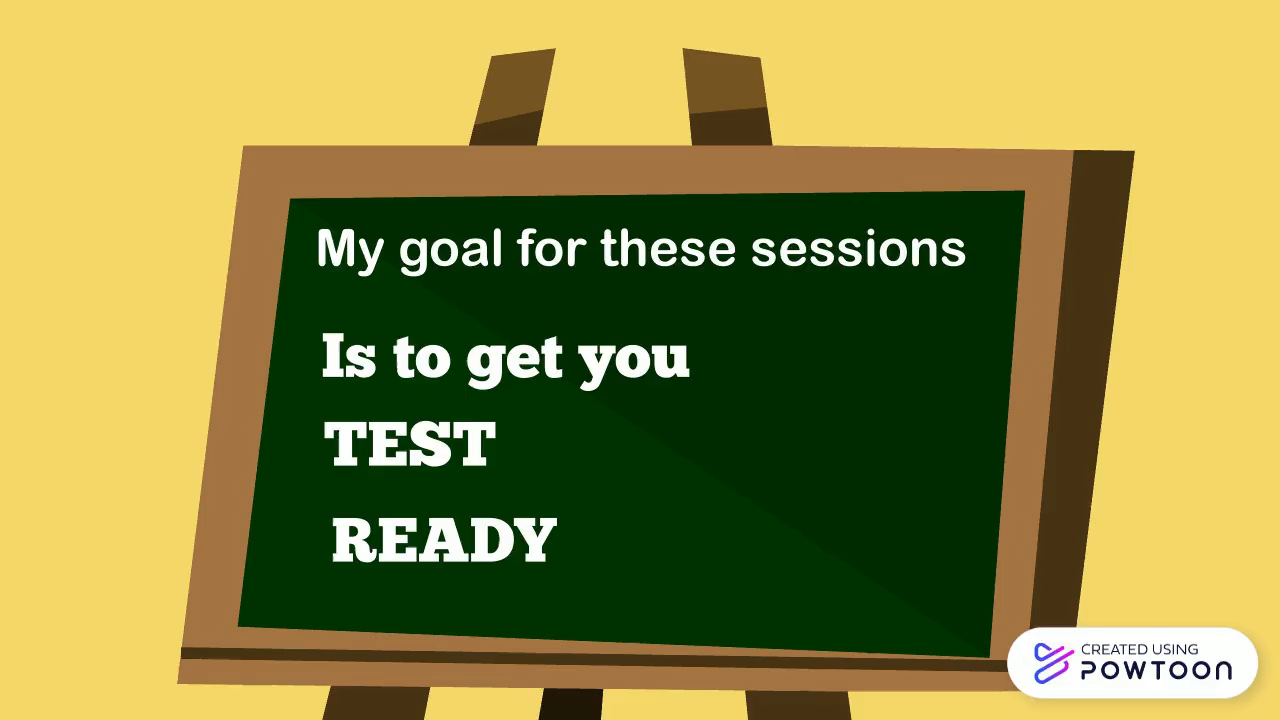 My goal for these sessions
Is to get you
TEST
READY
CREATED USING
POWTOON